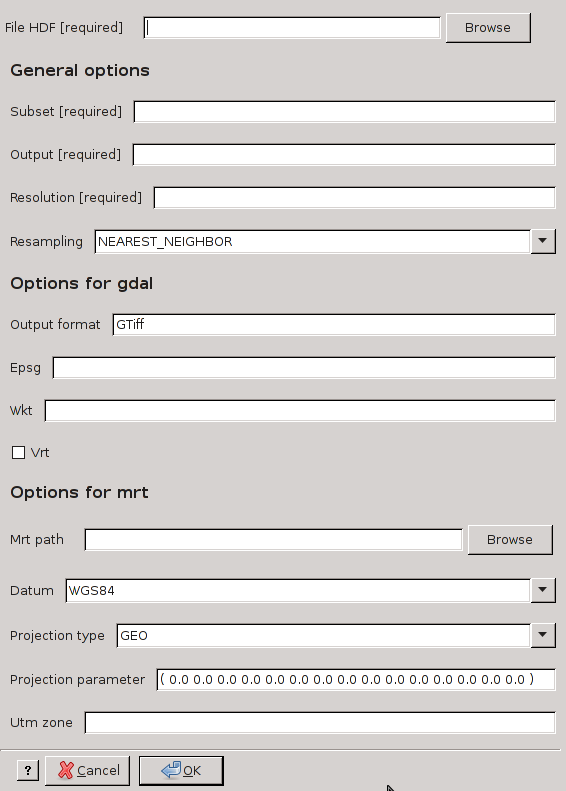 File HDF [required] Browse
General options
Subset [required]
Output [required]
Resolution [required]
Resampling NEAREST_NEIGHBOR
Options for gdal
Output format GTiff
Epsg
Wkt
Vrt
Options for mrt
Mrt path Browse
Datum WGS84
Projection type GEO
Projection parameter ( 0.0 0.0 0.0 0.0 0.0 0.0 0.0 0.0 0.0 0.0 0.0 0.0 0.0 0.0 0.0 )
Utm zone
? Cancel OK